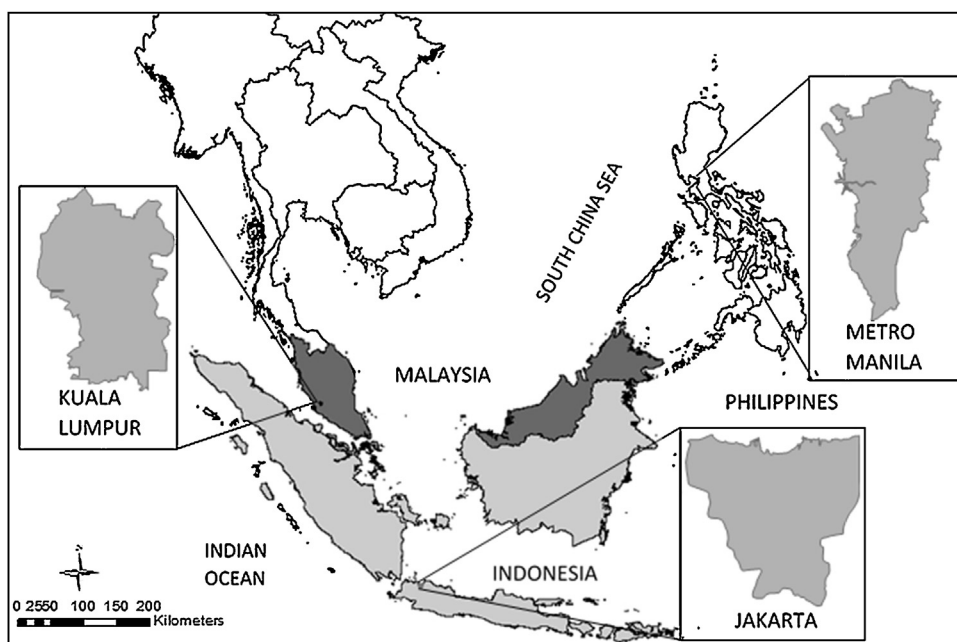 SOUTH CHINA SEA
METRO
MANILA
MALAYSIA
KUALA
LUMPUR
PHILIPPINES
INDIAN
OCEAN
INDONESIA
JAKARTA
0 2550 100 150 200
Kilometers